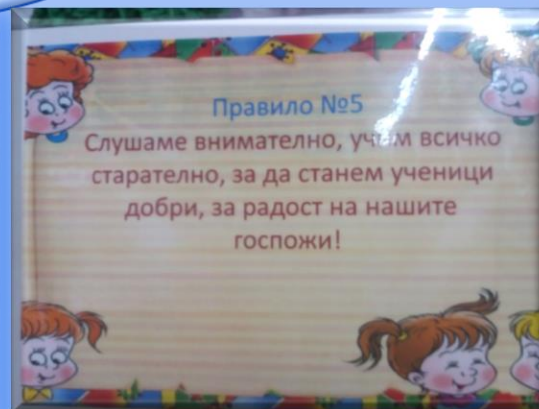 Правило №5
Слушаме внимателно, учим всичко
старателно, за да станем ученици
добри, за радост на нашите
госпожи!